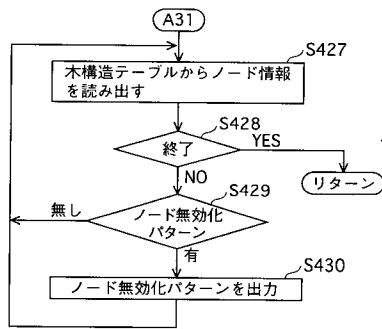 A31
S427
木構造テーブルからノード情報
を読み出す
S428
終了
YES
リターン
NO
S429
無し
ノード無効化
パターン
有
S430
ノード無効化パターンを出力